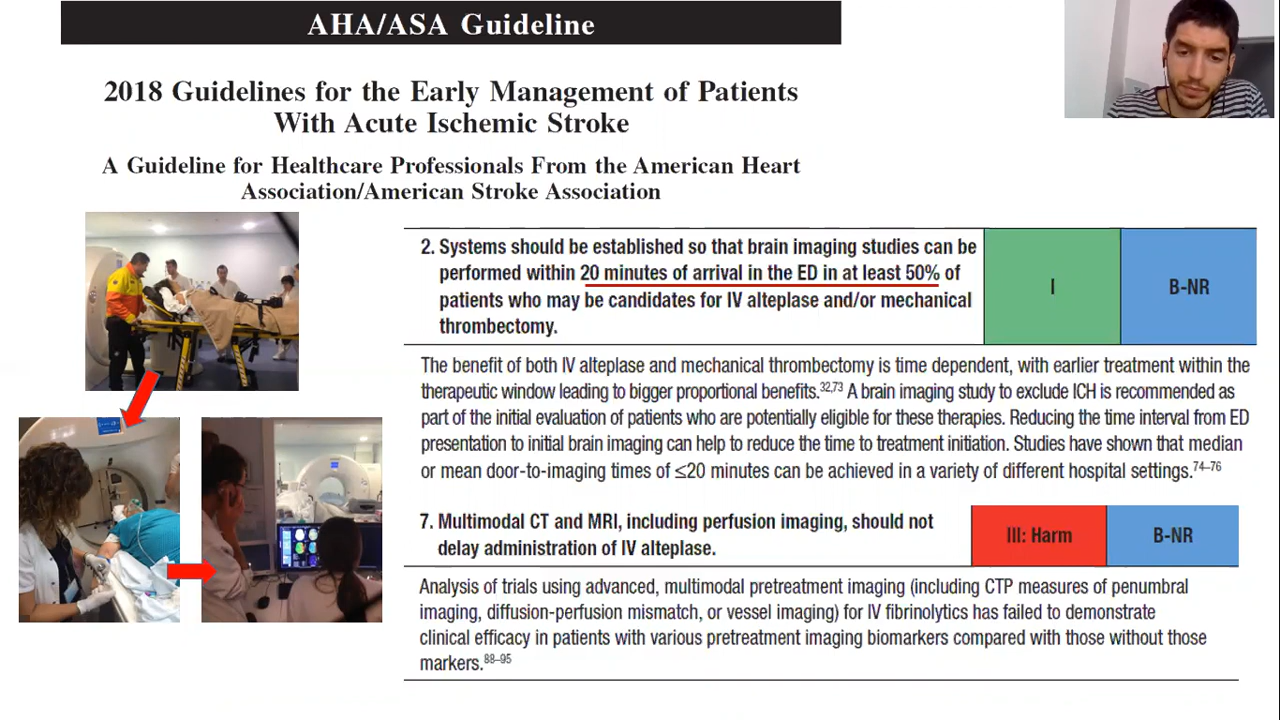 AHA/ASA Guideline
2018 Guidelines for the Early Management of Patients
With Acute Ischemic Stroke
A Guideline for Healthcare Professionals From the American Heart
Association/American Stroke Association
2. Systems should be established so that brain imaging studies can be
performed within 20 minutes of arrival in the ED in at least 50% of
patients who may be candidates for IV alteplase and/or mechanical
thrombectomy.
I
B-NR
The benefit of both IV alteplase and mechanical thrombectomy is time dependent, with earlier treatment within the
therapeutic window leading to bigger proportional benefits.32,73 A brain imaging study to exclude ICH is recommended as
part of the initial evaluation of patients who are potentially eligible for these therapies. Reducing the time interval from ED
presentation to initial brain imaging can help to reduce the time to treatment initiation. Studies have shown that median
or mean door-to-imaging times of ≤20 minutes can be achieved in a variety of different hospital settings.74–76
7. Multimodal CT and MRI, including perfusion imaging, should not
delay administration of IV alteplase.
III: Harm
B-NR
Analysis of trials using advanced, multimodal pretreatment imaging (including CTP measures of penumbral
imaging, diffusion-perfusion mismatch, or vessel imaging) for IV fibrinolytics has failed to demonstrate
clinical efficacy in patients with various pretreatment imaging biomarkers compared with those without those
markers.88–95